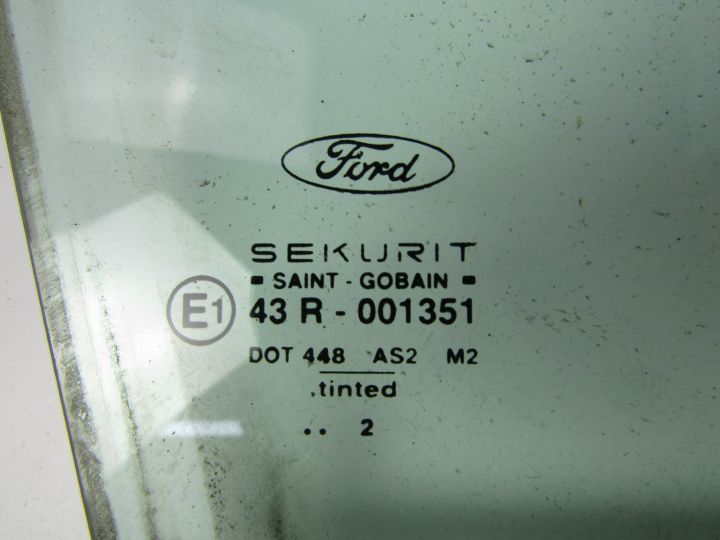 Ford
SEKURIT
▪ SAINT - GOBAIN ▪
E1 43 R - 001351
DOT 448 AS2 M2
.tinted
.. 2